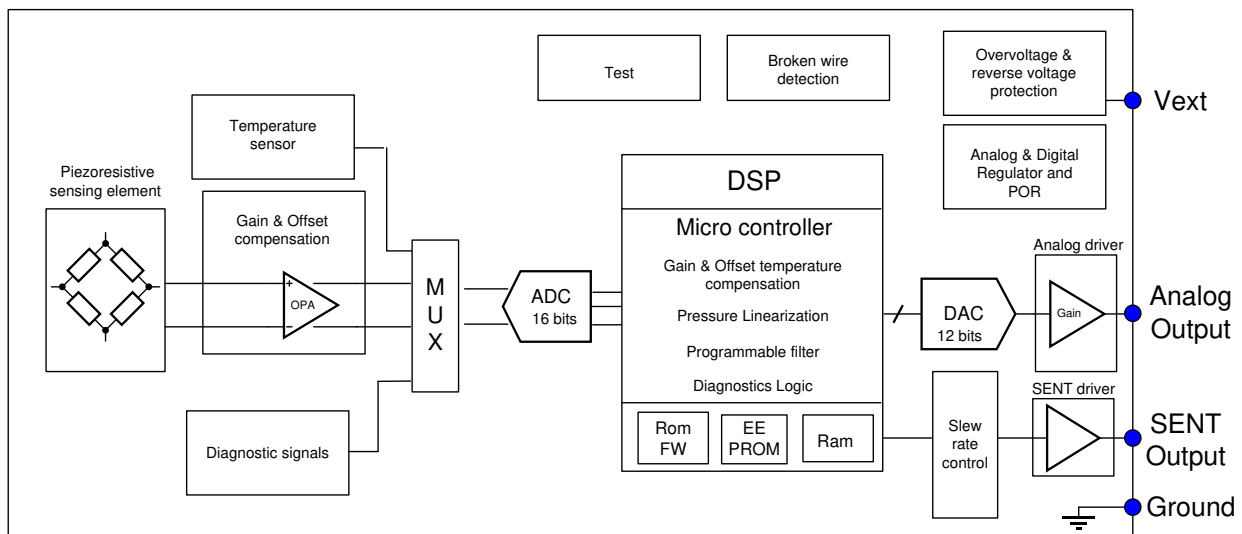 Test
Broken wire
detection
Overvoltage &
reverse voltage
protection
Vext
Temperature
sensor
Analog & Digital
Regulator and
POR
Piezoresistive
sensing element
Gain & Offset
compensation
+
OPA
−
MUX
ADC
16 bits
DSP
Micro controller
Gain & Offset temperature
compensation
Pressure Linearization
Programmable filter
Diagnostics Logic
Rom
FW
EE
PROM
Ram
DAC
12 bits
Analog driver
Gain
Analog
Output
Diagnostic signals
Slew
rate
control
SENT driver
SENT
Output
Ground